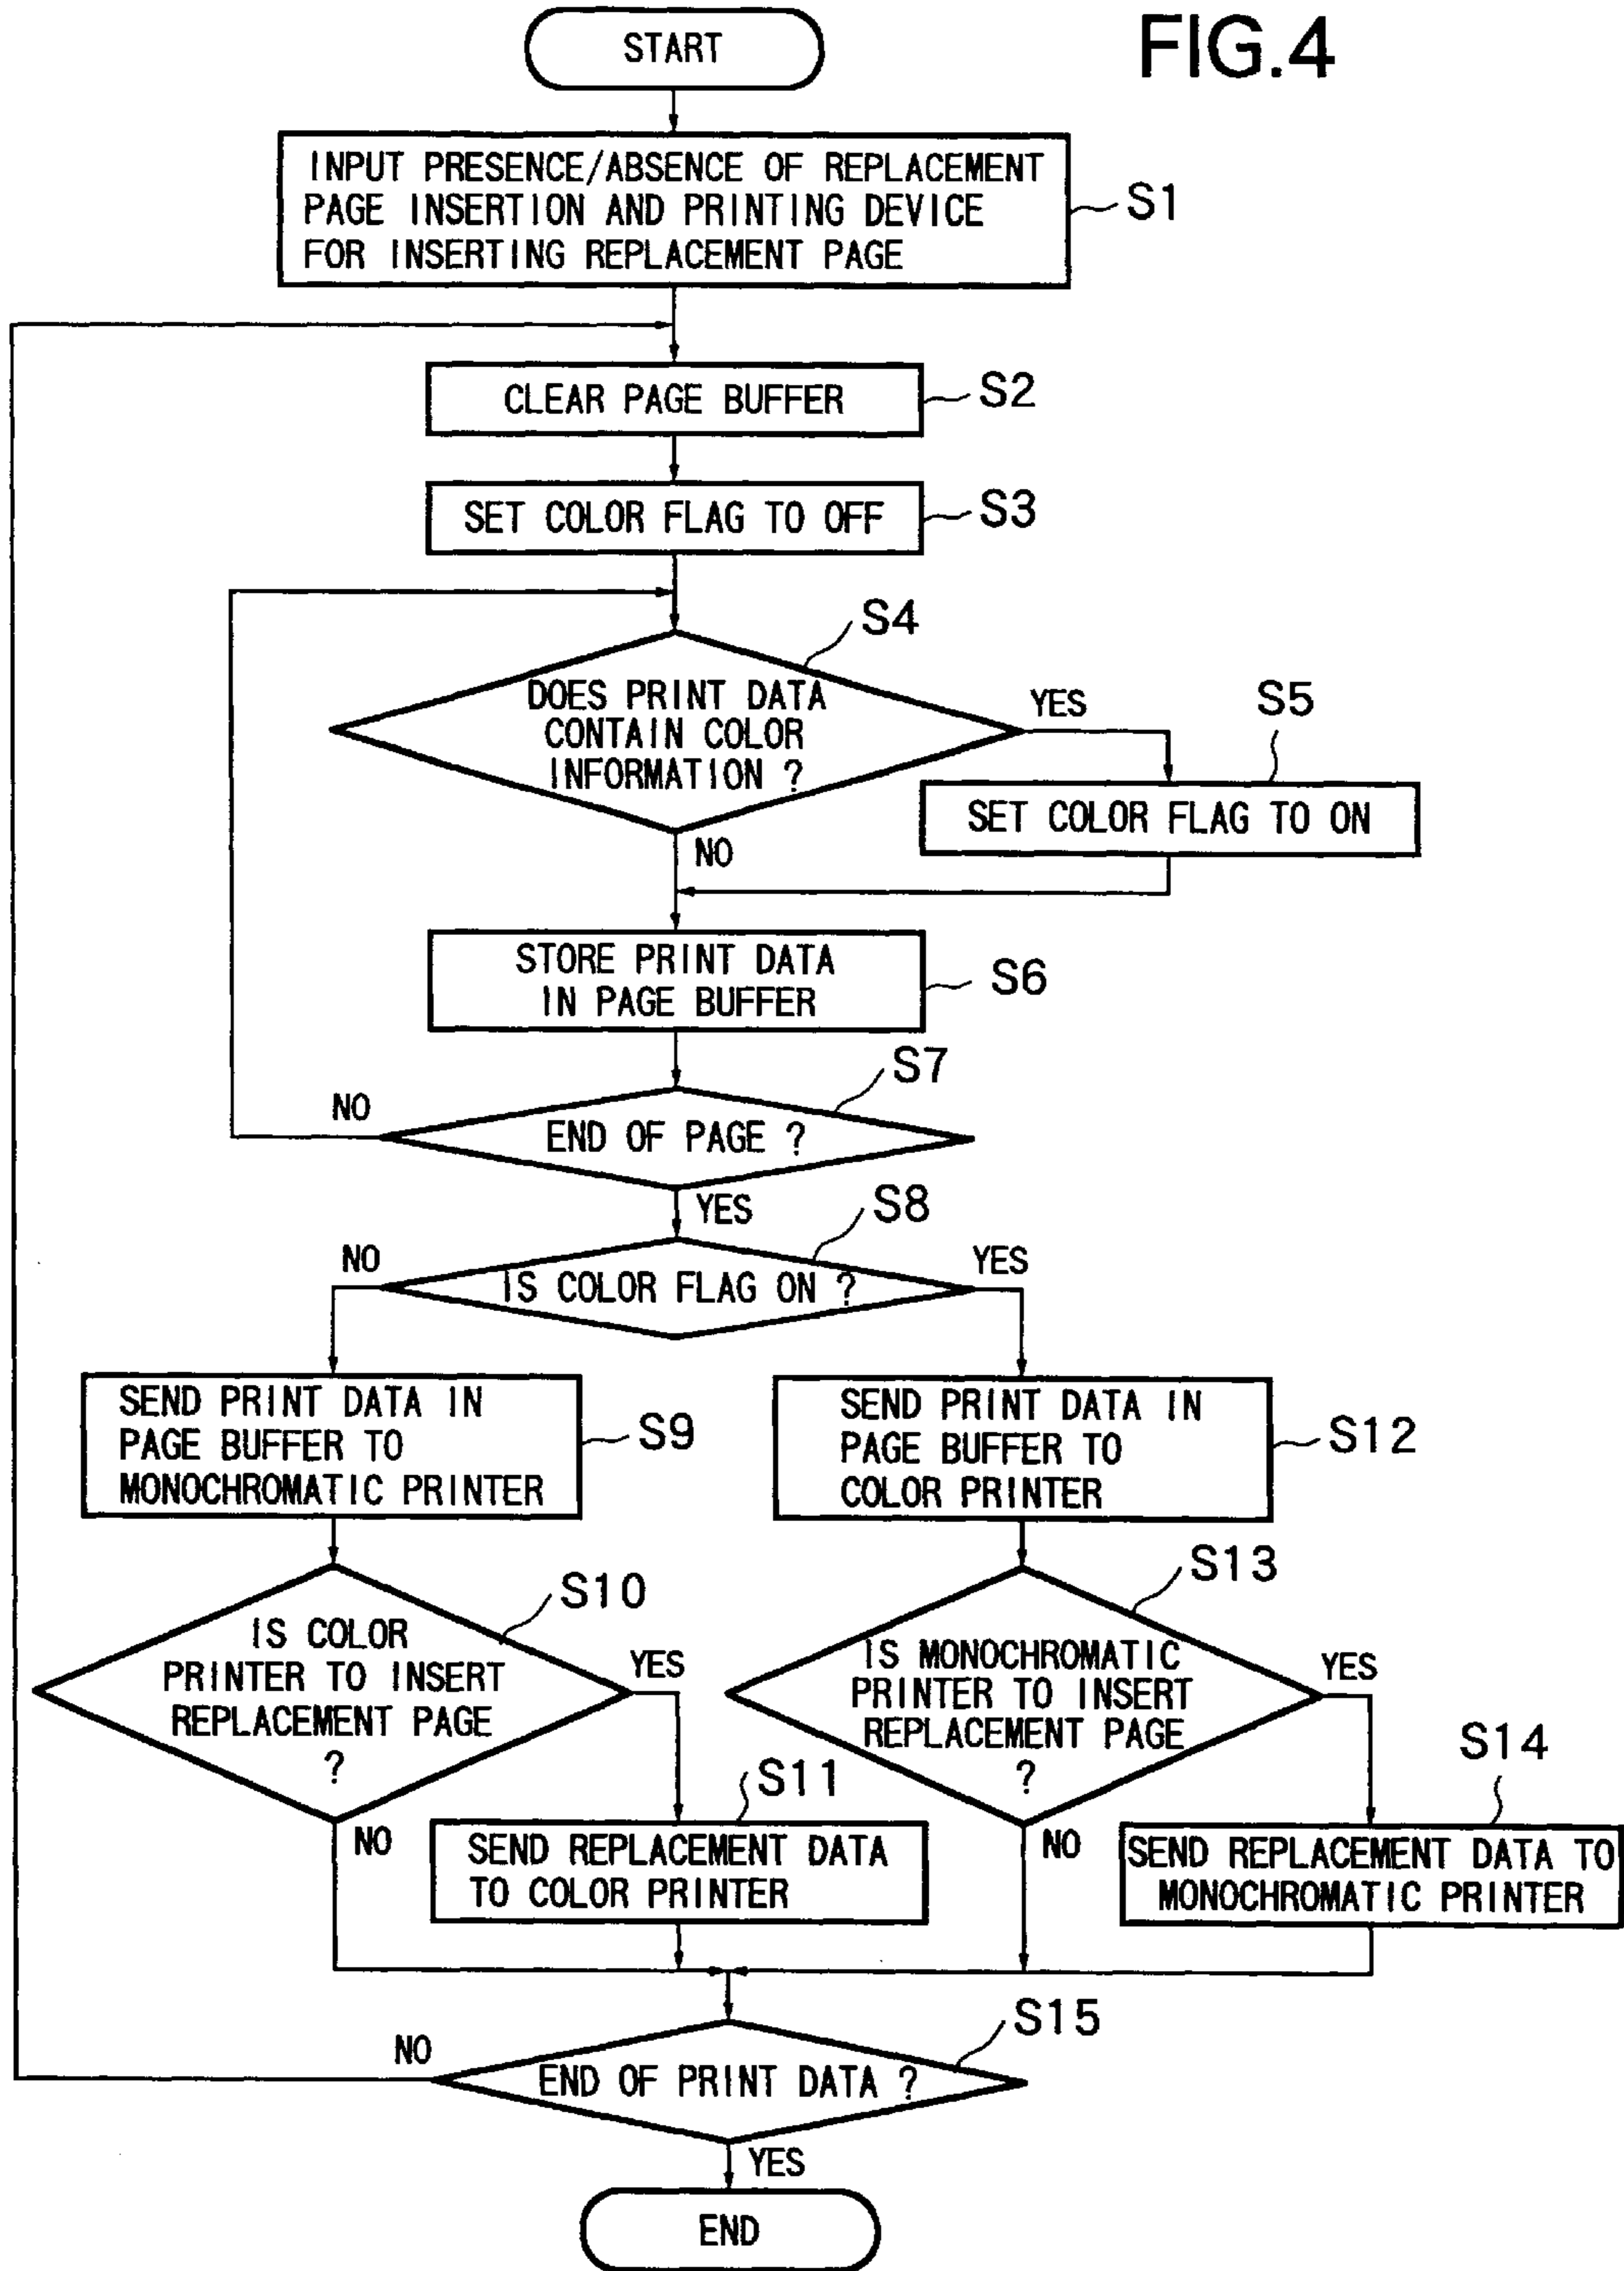 FIG.4
START
INPUT PRESENCE/ABSENCE OF REPLACEMENT
PAGE INSERTION AND PRINTING DEVICE
FOR INSERTING REPLACEMENT PAGE
S1
CLEAR PAGE BUFFER
S2
SET COLOR FLAG TO OFF
S3
S4
DOES PRINT DATA
CONTAIN COLOR
INFORMATION ?
YES
S5
SET COLOR FLAG TO ON
NO
STORE PRINT DATA
IN PAGE BUFFER
S6
S7
NO
END OF PAGE ?
YES
S8
NO
IS COLOR FLAG ON ?
YES
SEND PRINT DATA IN
PAGE BUFFER TO
MONOCHROMATIC PRINTER
S9
SEND PRINT DATA IN
PAGE BUFFER TO
COLOR PRINTER
S12
S10
IS COLOR
PRINTER TO INSERT
REPLACEMENT PAGE
?
YES
NO
S11
SEND REPLACEMENT DATA
TO COLOR PRINTER
S13
IS MONOCHROMATIC
PRINTER TO INSERT
REPLACEMENT PAGE
?
YES
NO
S14
SEND REPLACEMENT DATA TO
MONOCHROMATIC PRINTER
S15
NO
END OF PRINT DATA ?
YES
END